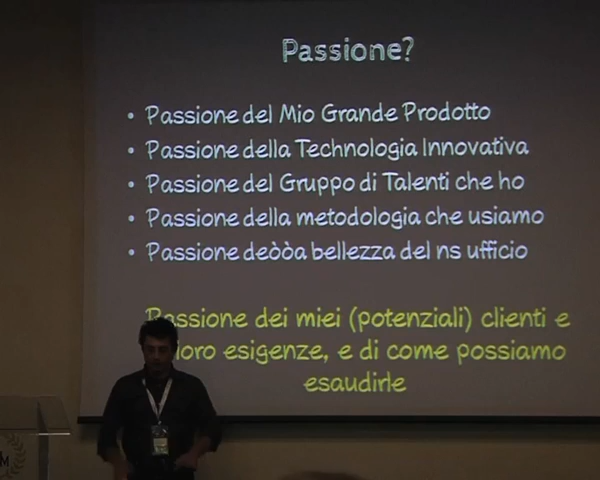 Passione?
• Passione del Mio Grande Prodotto
• Passione della Technologia Innovativa
• Passione del Gruppo di Talenti che ho
• Passione della metodologia che usiamo
• Passione deòòa bellezza del ns ufficio
Passione dei miei (potenziali) clienti e
loro esigenze, e di come possiamo
esaudirle
M